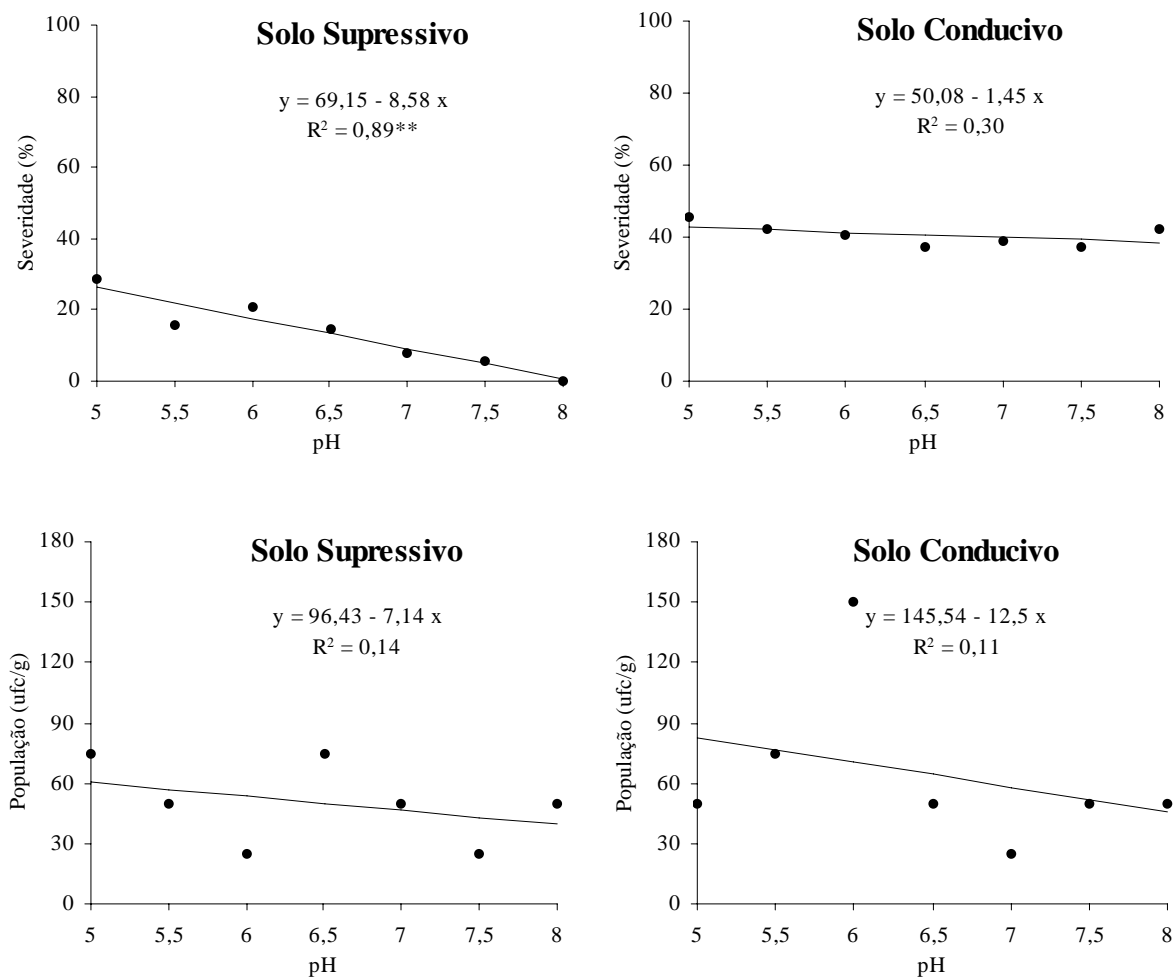 Solo Supressivo
y = 69,15 - 8,58 x
R² = 0,89**
Severidade (%)
100
80
60
40
20
0
5 5,5 6 6,5 7 7,5 8
pH
Solo Conducivo
y = 50,08 - 1,45 x
R² = 0,30
Severidade (%)
100
80
60
40
20
0
5 5,5 6 6,5 7 7,5 8
pH
Solo Supressivo
y = 96,43 - 7,14 x
R² = 0,14
População (ufc/g)
180
150
120
90
60
30
0
5 5,5 6 6,5 7 7,5 8
pH
Solo Conducivo
y = 145,54 - 12,5 x
R² = 0,11
População (ufc/g)
180
150
120
90
60
30
0
5 5,5 6 6,5 7 7,5 8
pH